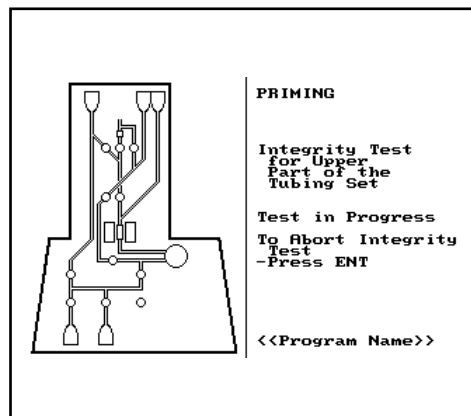 PRIMING
Integrity Test
for Upper
Part of the
Tubing Set
Test in Progress
To Abort Integrity
Test
-Press ENT
<<Program Name>>